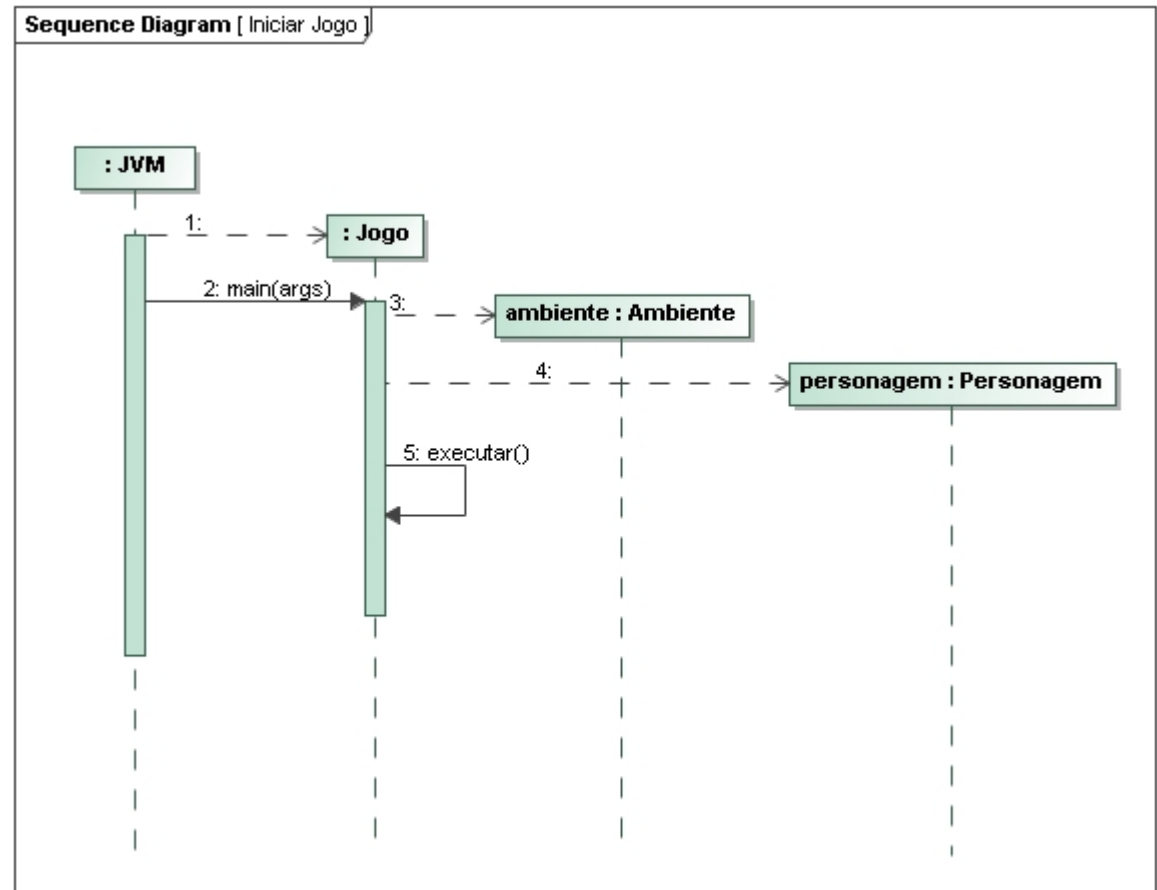 Sequence Diagram [ Iniciar Jogo ]
: JVM
1:
: Jogo
2: main(args)
3:
ambiente : Ambiente
4:
personagem : Personagem
5: executar()